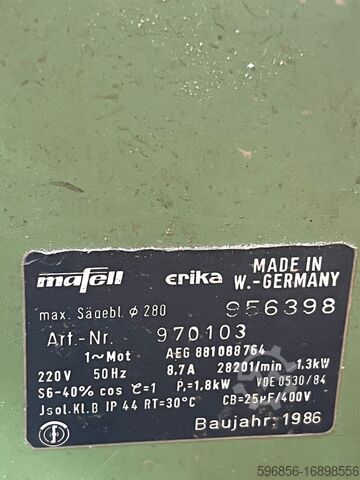 mafell erika MADE IN W.-GERMANY
max. Sägebl. ø 280 956398
Art-Nr. 970103
1~Mot AEG 881088764
220V 50Hz 8.7A 28201/min 1.3kW
S6-40% cos τ=1 P₁=1.8kW VDE 0530/84
Jsol.Kl.B IP 44 RT=30°C CB=25µF/400V
Baujahr: 1986
596856-16898556